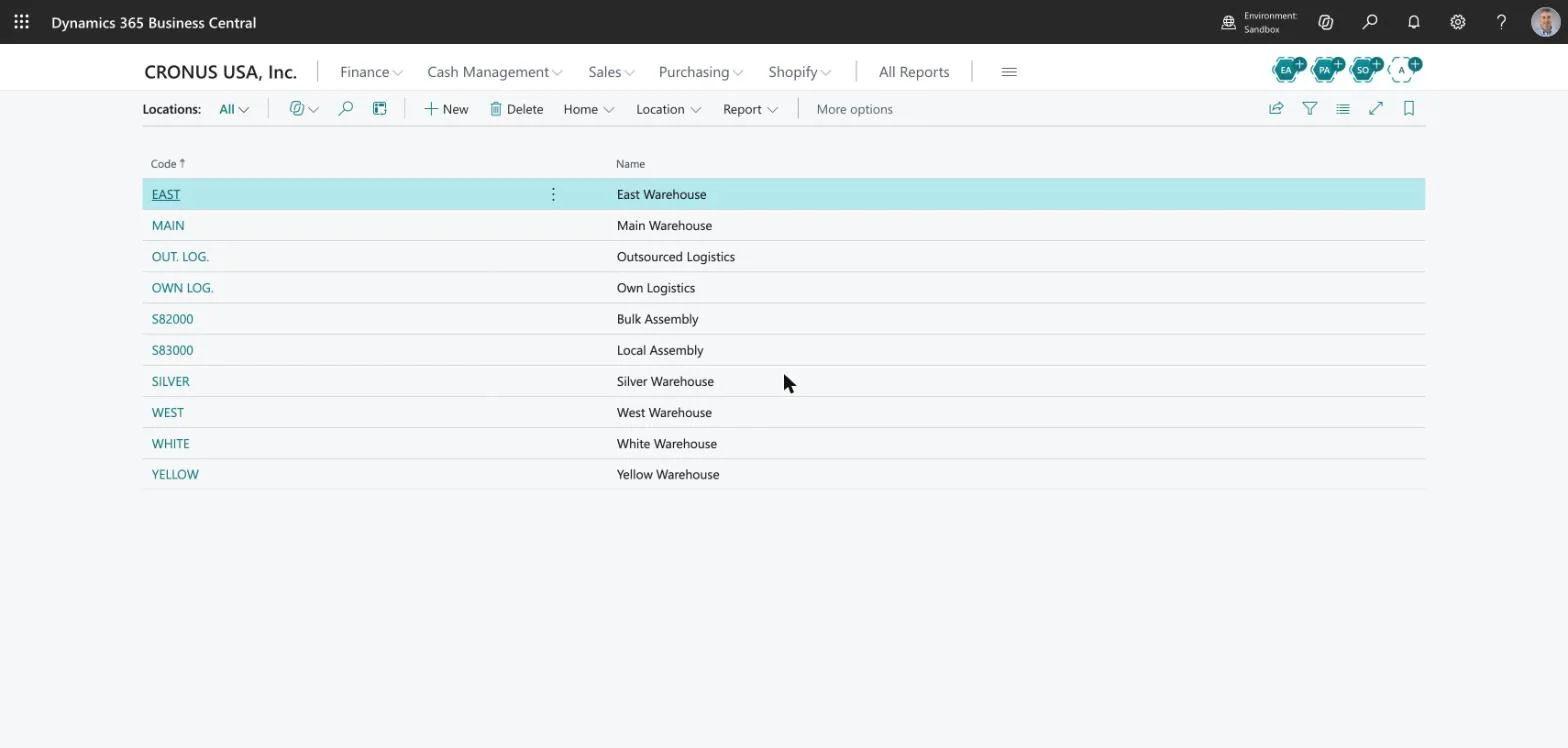 Dynamics 365 Business Central
Environment:
Sandbox
?
CRONUS USA, Inc. Finance Cash Management Sales Purchasing Shopify All Reports
EA PA SO A
Locations: All New Delete Home Location Report More options
Code ↑ Name
EAST East Warehouse
MAIN Main Warehouse
OUT. LOG. Outsourced Logistics
OWN LOG. Own Logistics
S82000 Bulk Assembly
S83000 Local Assembly
SILVER Silver Warehouse
WEST West Warehouse
WHITE White Warehouse
YELLOW Yellow Warehouse